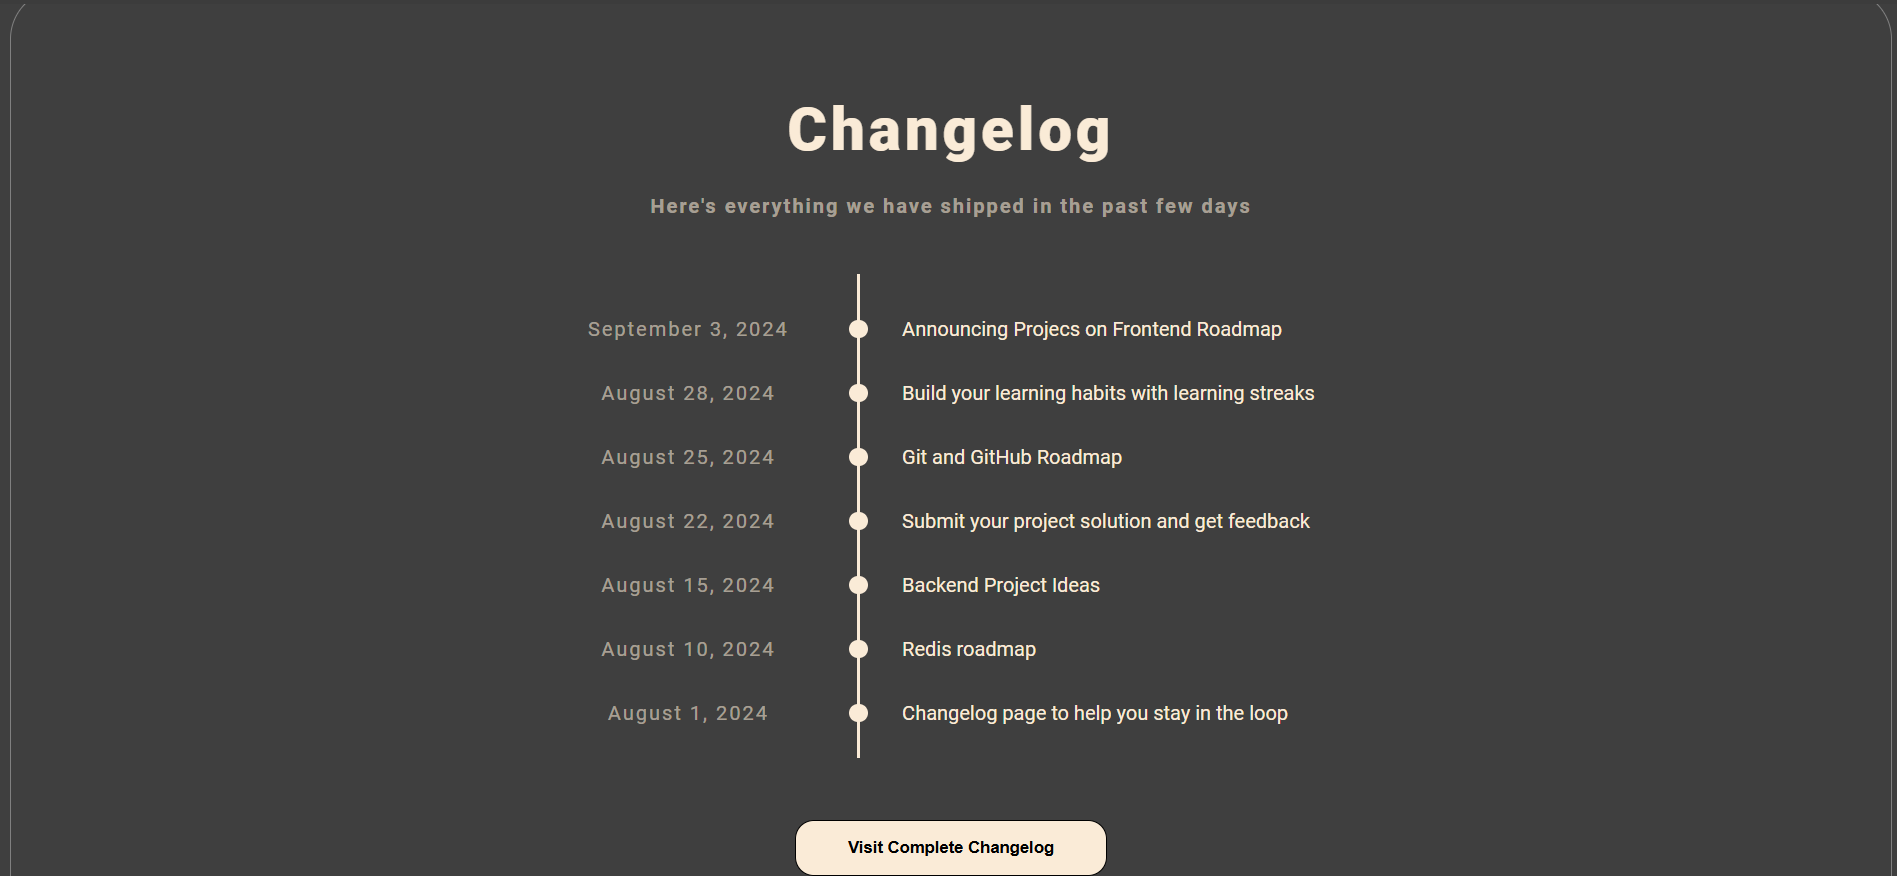 Changelog
Here's everything we have shipped in the past few days
September 3, 2024 Announcing Projecs on Frontend Roadmap
August 28, 2024 Build your learning habits with learning streaks
August 25, 2024 Git and GitHub Roadmap
August 22, 2024 Submit your project solution and get feedback
August 15, 2024 Backend Project Ideas
August 10, 2024 Redis roadmap
August 1, 2024 Changelog page to help you stay in the loop
Visit Complete Changelog